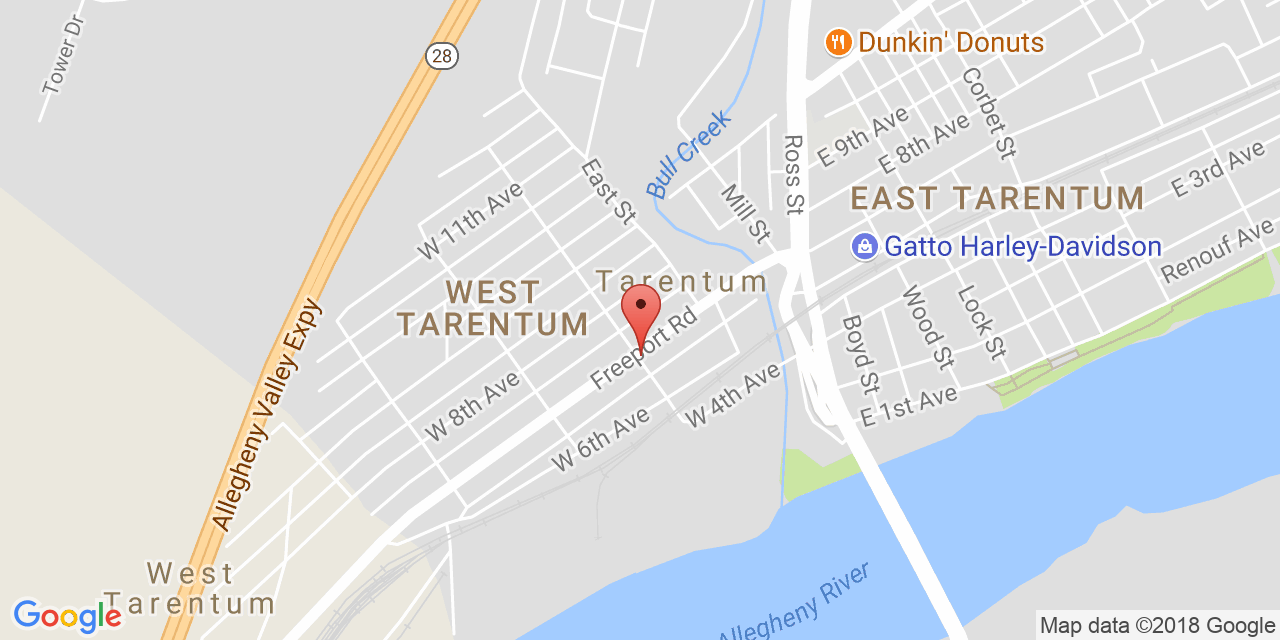 Tower Dr
28
Dunkin' Donuts
Corbet St
Bull Creek
E 9th Ave
E 8th Ave
Ross St
E 3rd Ave
East St
Mill St
W 11th Ave
EAST TARENTUM
Gatto Harley-Davidson
Renouf Ave
Tarentum
WEST
TARENTUM
Allegheny Valley Expy
Freeport Rd
Boyd St
Wood St
Lock St
W 8th Ave
W 4th Ave
E 1st Ave
W 6th Ave
West
Tarentum
Allegheny River
Google
Map data ©2018 Google